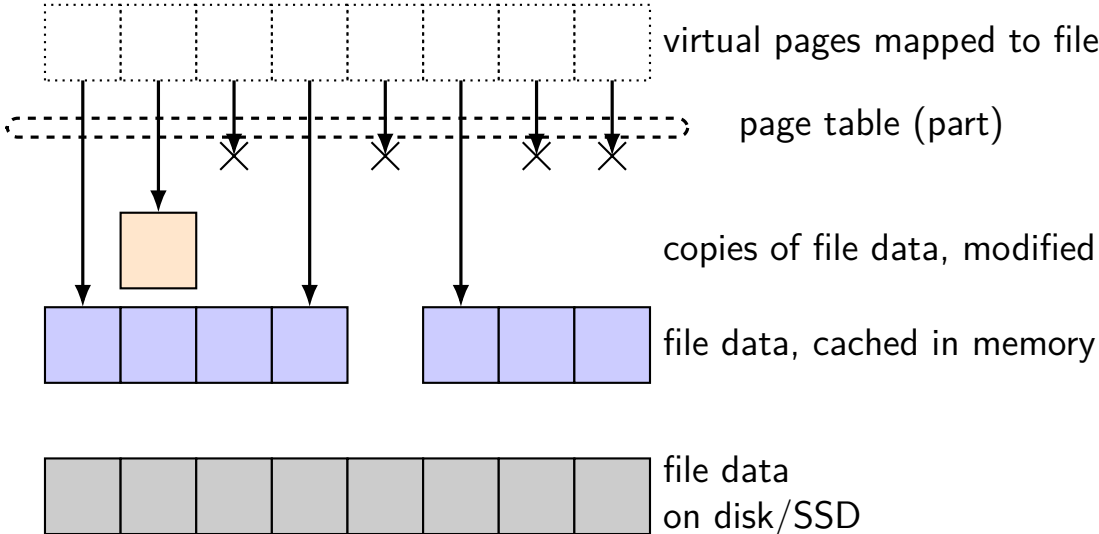 virtual pages mapped to file
page table (part)
copies of file data, modified
file data, cached in memory
file data
on disk/SSD